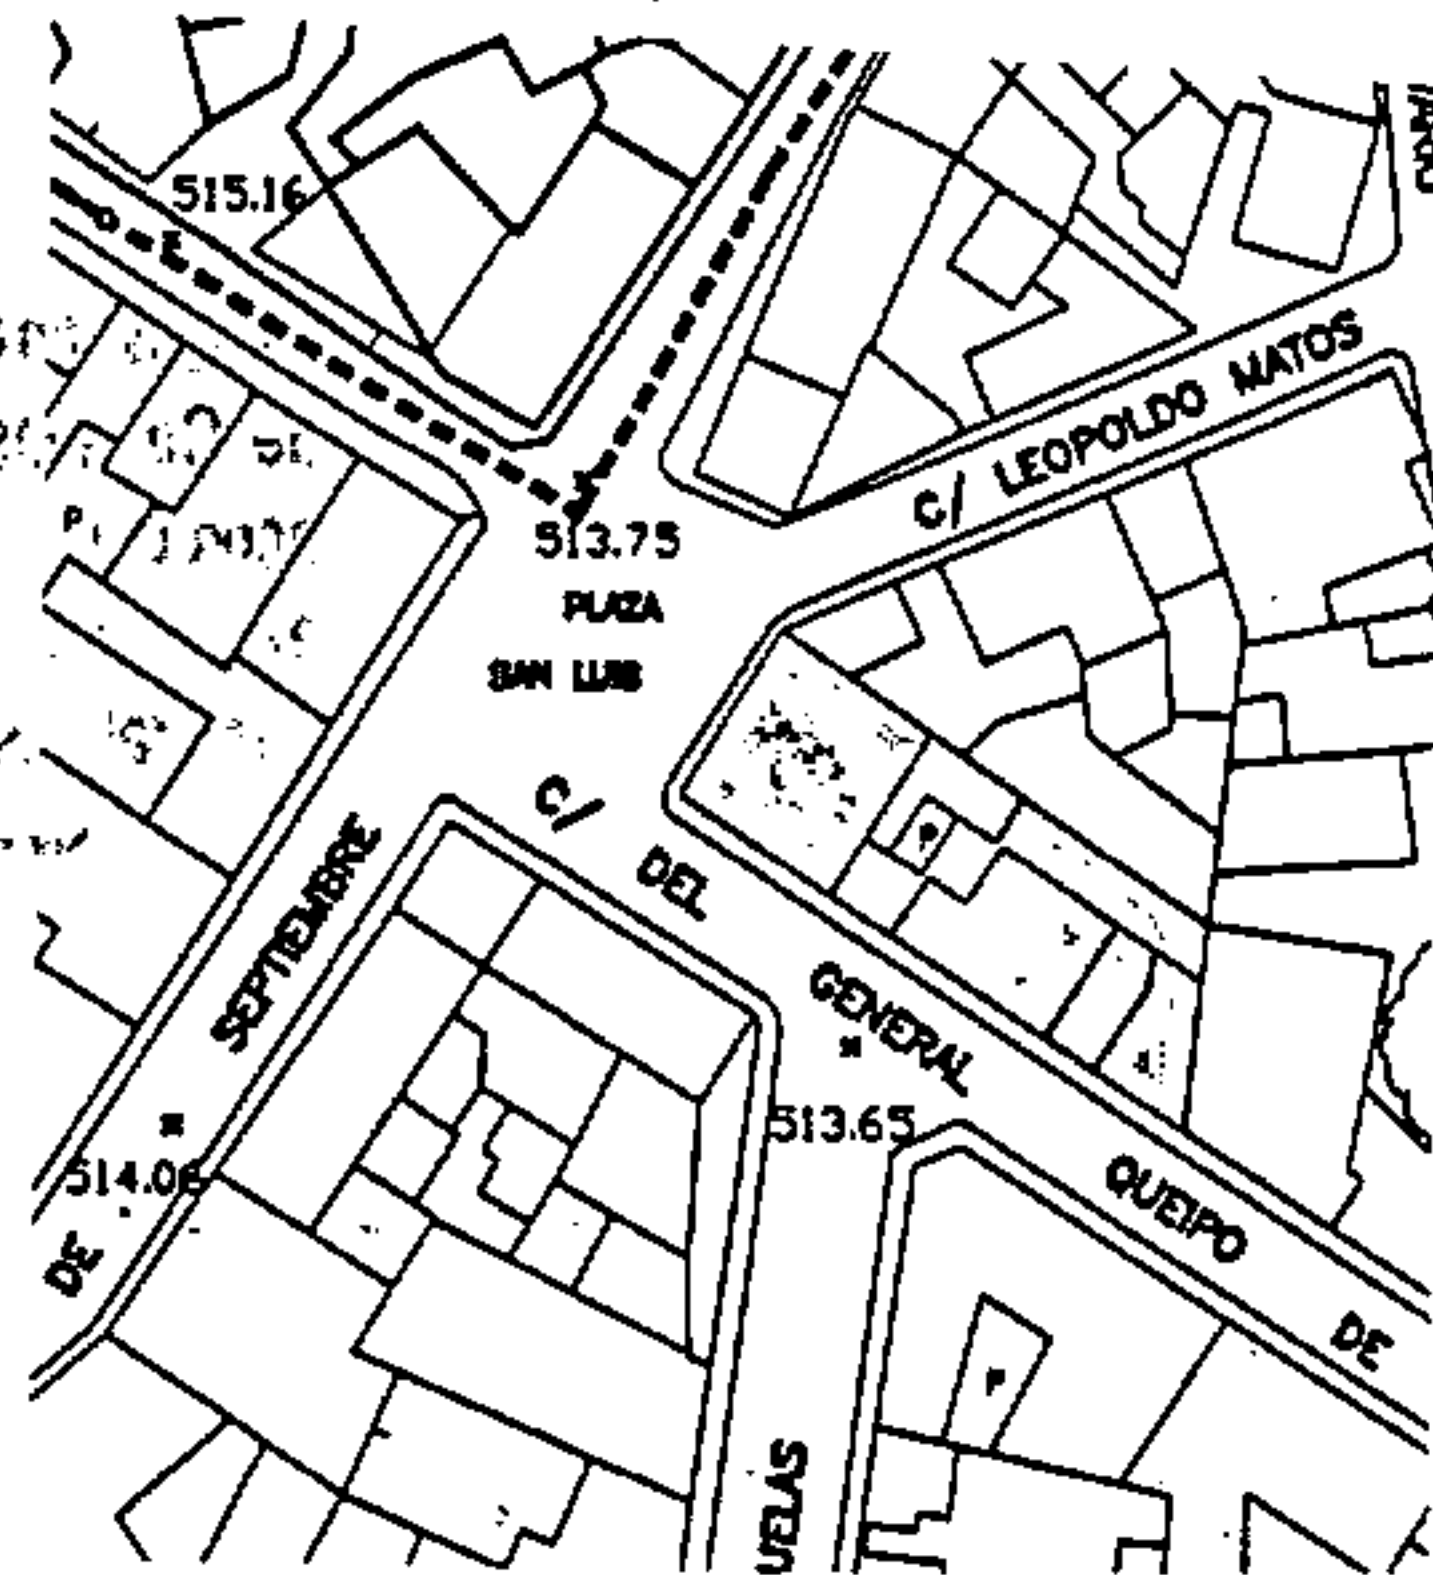 515.16
C/ LEOPOLDO MATOS
513.75
PLAZA
SAN LUIS
C/ DEL GENERAL QUEIPO DE
DE SEPTIEMBRE
513.65
514.06
P
P
P
UELAS